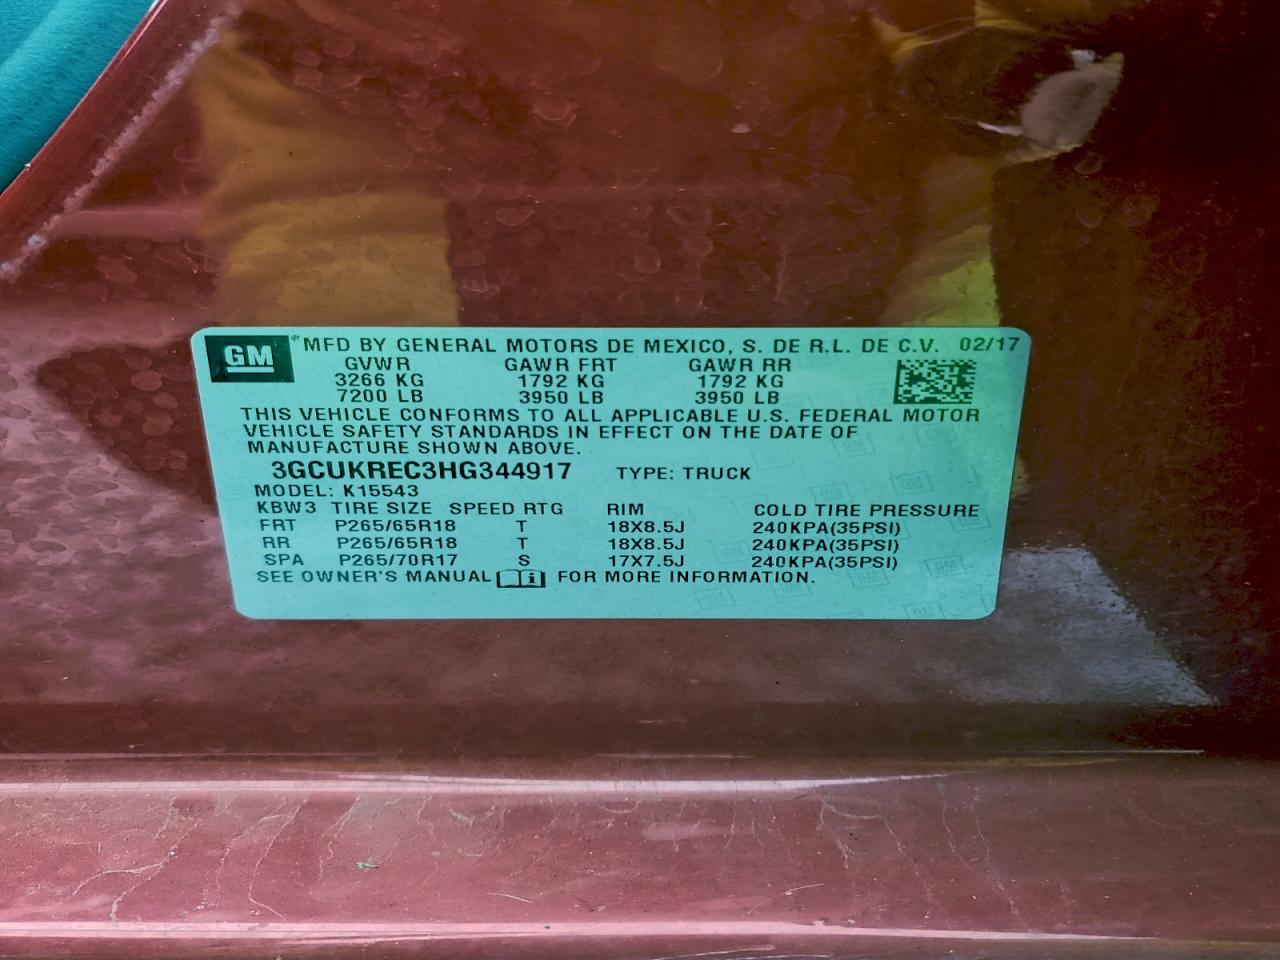 GM ® MFD BY GENERAL MOTORS DE MEXICO, S. DE R.L. DE C.V. 02/17
GVWR GAWR FRT GAWR RR
3266 KG 1792 KG 1792 KG
7200 LB 3950 LB 3950 LB
THIS VEHICLE CONFORMS TO ALL APPLICABLE U.S. FEDERAL MOTOR
VEHICLE SAFETY STANDARDS IN EFFECT ON THE DATE OF
MANUFACTURE SHOWN ABOVE.
3GCUKREC3HG344917 TYPE: TRUCK
MODEL: K15543
KBW3 TIRE SIZE SPEED RTG RIM COLD TIRE PRESSURE
FRT P265/65R18 T 18X8.5J 240KPA(35PSI)
RR P265/65R18 T 18X8.5J 240KPA(35PSI)
SPA P265/70R17 S 17X7.5J 240KPA(35PSI)
SEE OWNER'S MANUAL i FOR MORE INFORMATION.